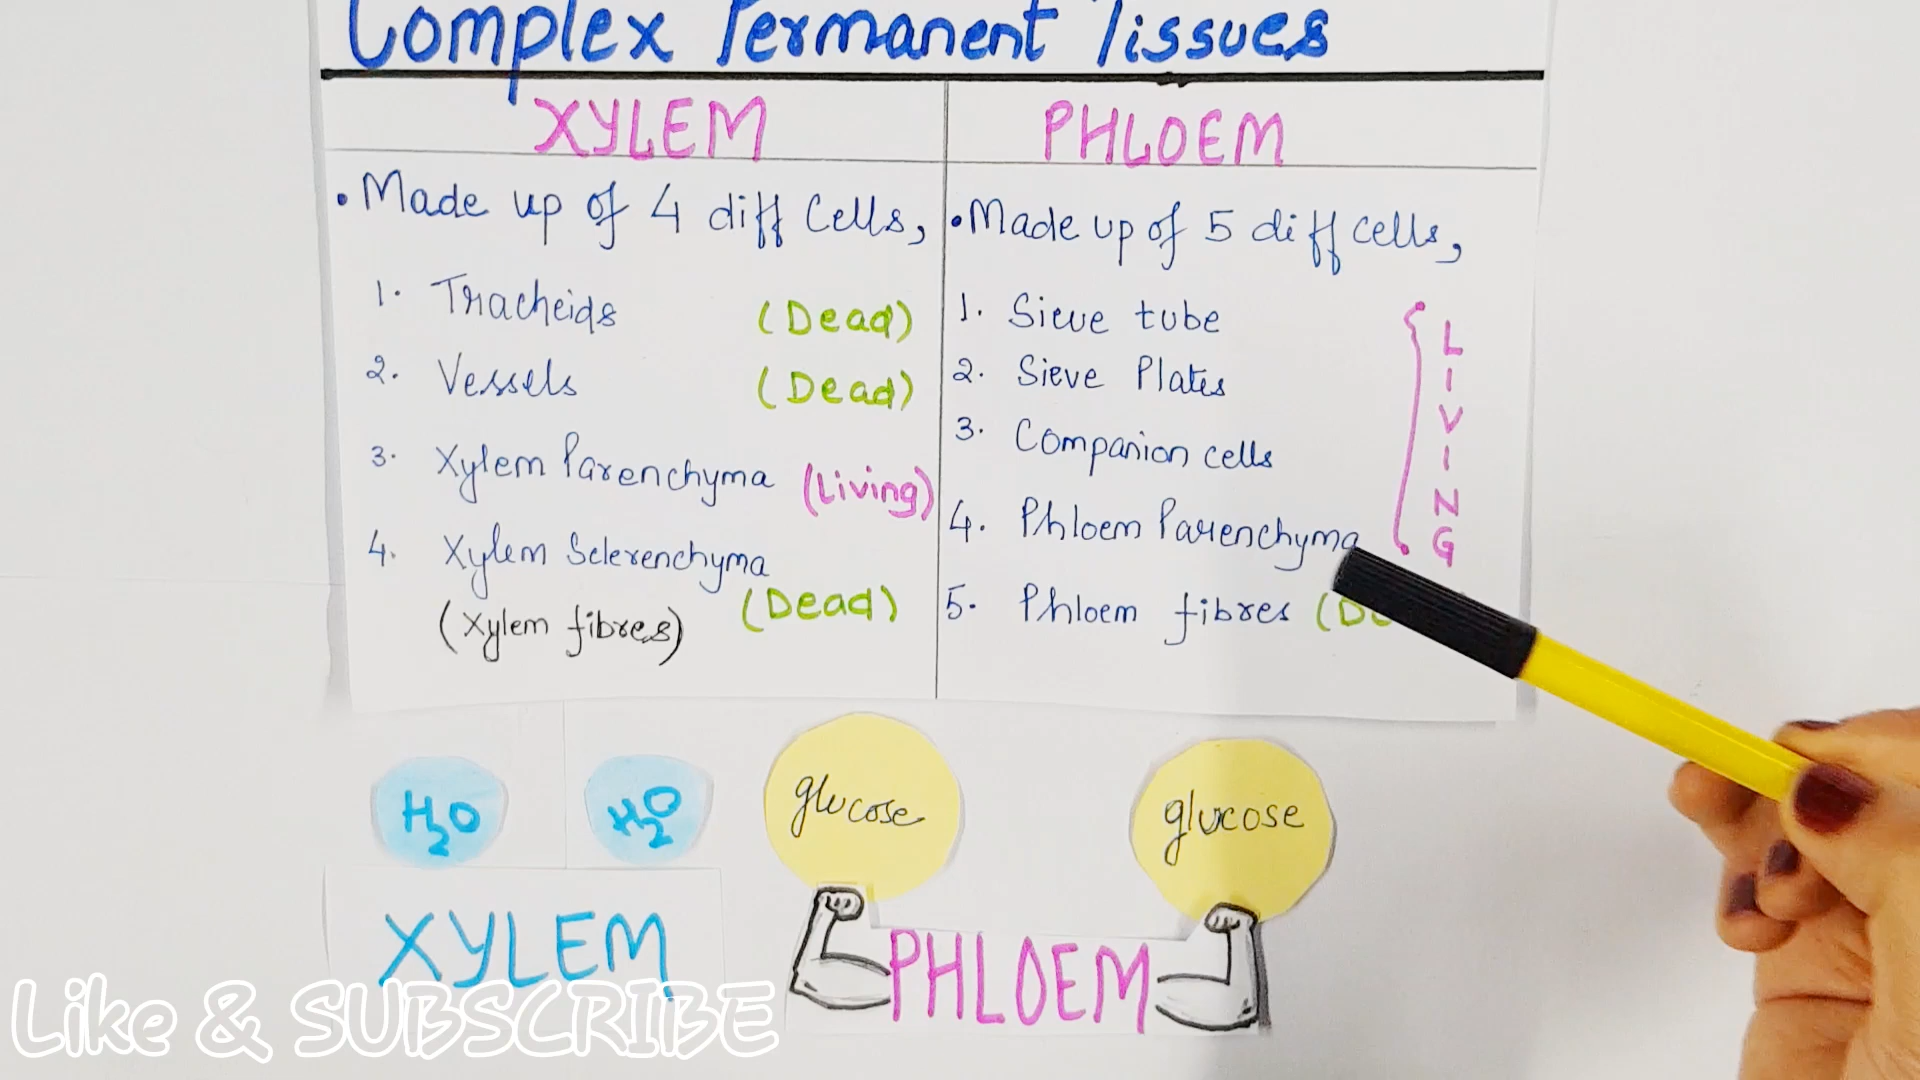 Complex Permanent Tissues
XYLEM
PHLOEM
• Made up of 4 diff Cells,
1. Tracheids (Dead)
2. Vessels (Dead)
3. Xylem Parenchyma (Living)
4. Xylem Sclerenchyma
(Xylem fibres) (Dead)
• Made up of 5 diff cells,
1. Sieve tube
2. Sieve Plates
3. Companion cells
4. Phloem Parenchyma
LIVING
5. Phloem fibres
H2O
H2O
glucose
glucose
XYLEM
PHLOEM
Like & SUBSCRIBE